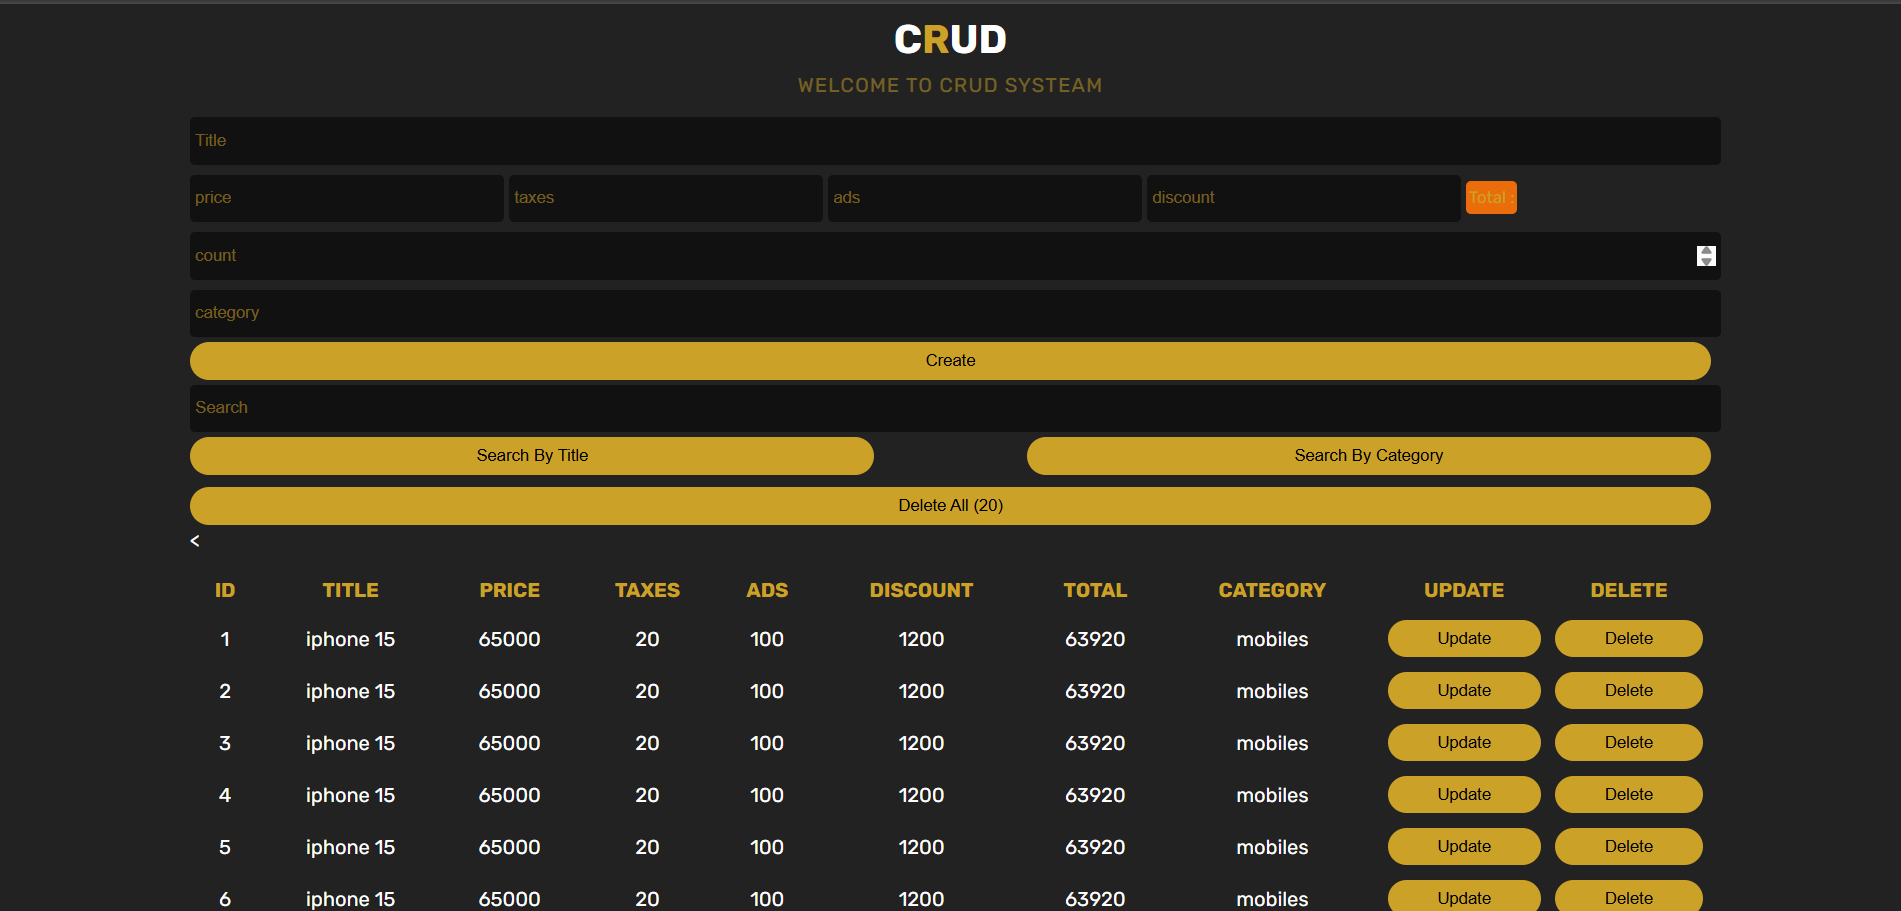 CRUD
WELCOME TO CRUD SYSTEAM
Title
price taxes ads discount Total :
count
category
Create
Search
Search By Title Search By Category
Delete All (20)
<
ID TITLE PRICE TAXES ADS DISCOUNT TOTAL CATEGORY UPDATE DELETE
1 iphone 15 65000 20 100 1200 63920 mobiles Update Delete
2 iphone 15 65000 20 100 1200 63920 mobiles Update Delete
3 iphone 15 65000 20 100 1200 63920 mobiles Update Delete
4 iphone 15 65000 20 100 1200 63920 mobiles Update Delete
5 iphone 15 65000 20 100 1200 63920 mobiles Update Delete
6 iphone 15 65000 20 100 1200 63920 mobiles Update Delete